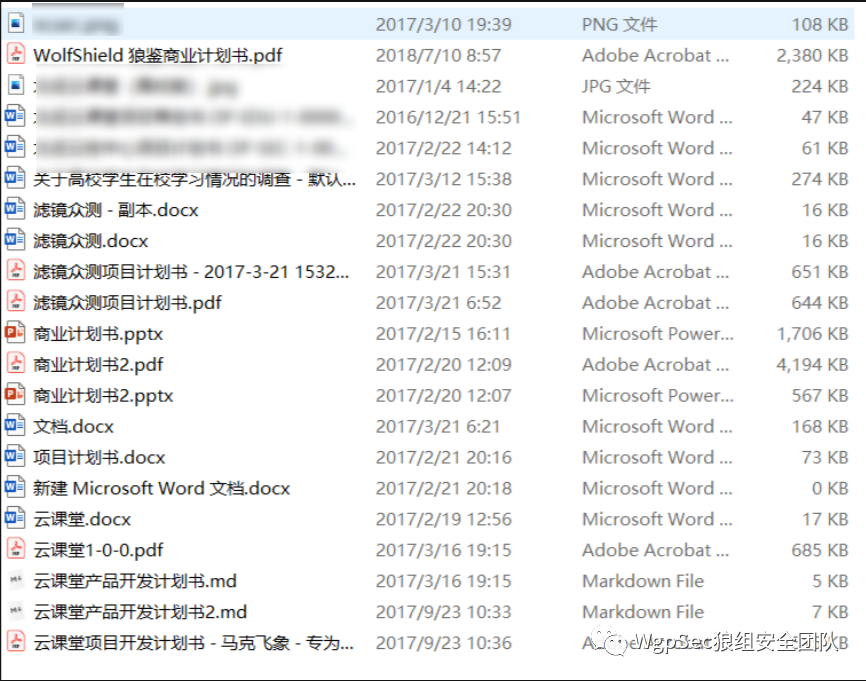 2017/3/10 19:39 PNG 文件 108 KB
WolfShield 狼鉴商业计划书.pdf 2018/7/10 8:57 Adobe Acrobat ... 2,380 KB
2017/1/4 14:22 JPG 文件 224 KB
2016/12/21 15:51 Microsoft Word ... 47 KB
2017/2/22 14:12 Microsoft Word ... 61 KB
关于高校学生在校学习情况的调查 - 默认... 2017/3/12 15:38 Microsoft Word ... 274 KB
滤镜众测 - 副本.docx 2017/2/22 20:30 Microsoft Word ... 16 KB
滤镜众测.docx 2017/2/22 20:30 Microsoft Word ... 16 KB
滤镜众测项目计划书 - 2017-3-21 1532... 2017/3/21 15:31 Adobe Acrobat ... 651 KB
滤镜众测项目计划书.pdf 2017/3/21 6:52 Adobe Acrobat ... 644 KB
商业计划书.pptx 2017/2/15 16:11 Microsoft Power... 1,706 KB
商业计划书2.pdf 2017/2/20 12:09 Adobe Acrobat ... 4,194 KB
商业计划书2.pptx 2017/2/20 12:07 Microsoft Power... 567 KB
文档.docx 2017/3/21 6:21 Microsoft Word ... 168 KB
项目计划书.docx 2017/2/21 20:16 Microsoft Word ... 73 KB
新建 Microsoft Word 文档.docx 2017/2/21 20:18 Microsoft Word ... 0 KB
云课堂.docx 2017/2/19 12:56 Microsoft Word ... 17 KB
云课堂1-0-0.pdf 2017/3/16 19:15 Adobe Acrobat ... 685 KB
云课堂产品开发计划书.md 2017/3/16 19:15 Markdown File 5 KB
云课堂产品开发计划书2.md 2017/9/23 10:33 Markdown File 7 KB
云课堂项目开发计划书 - 马克飞象 - 专为... 2017/9/23 10:36
WgpSec狼组安全团队